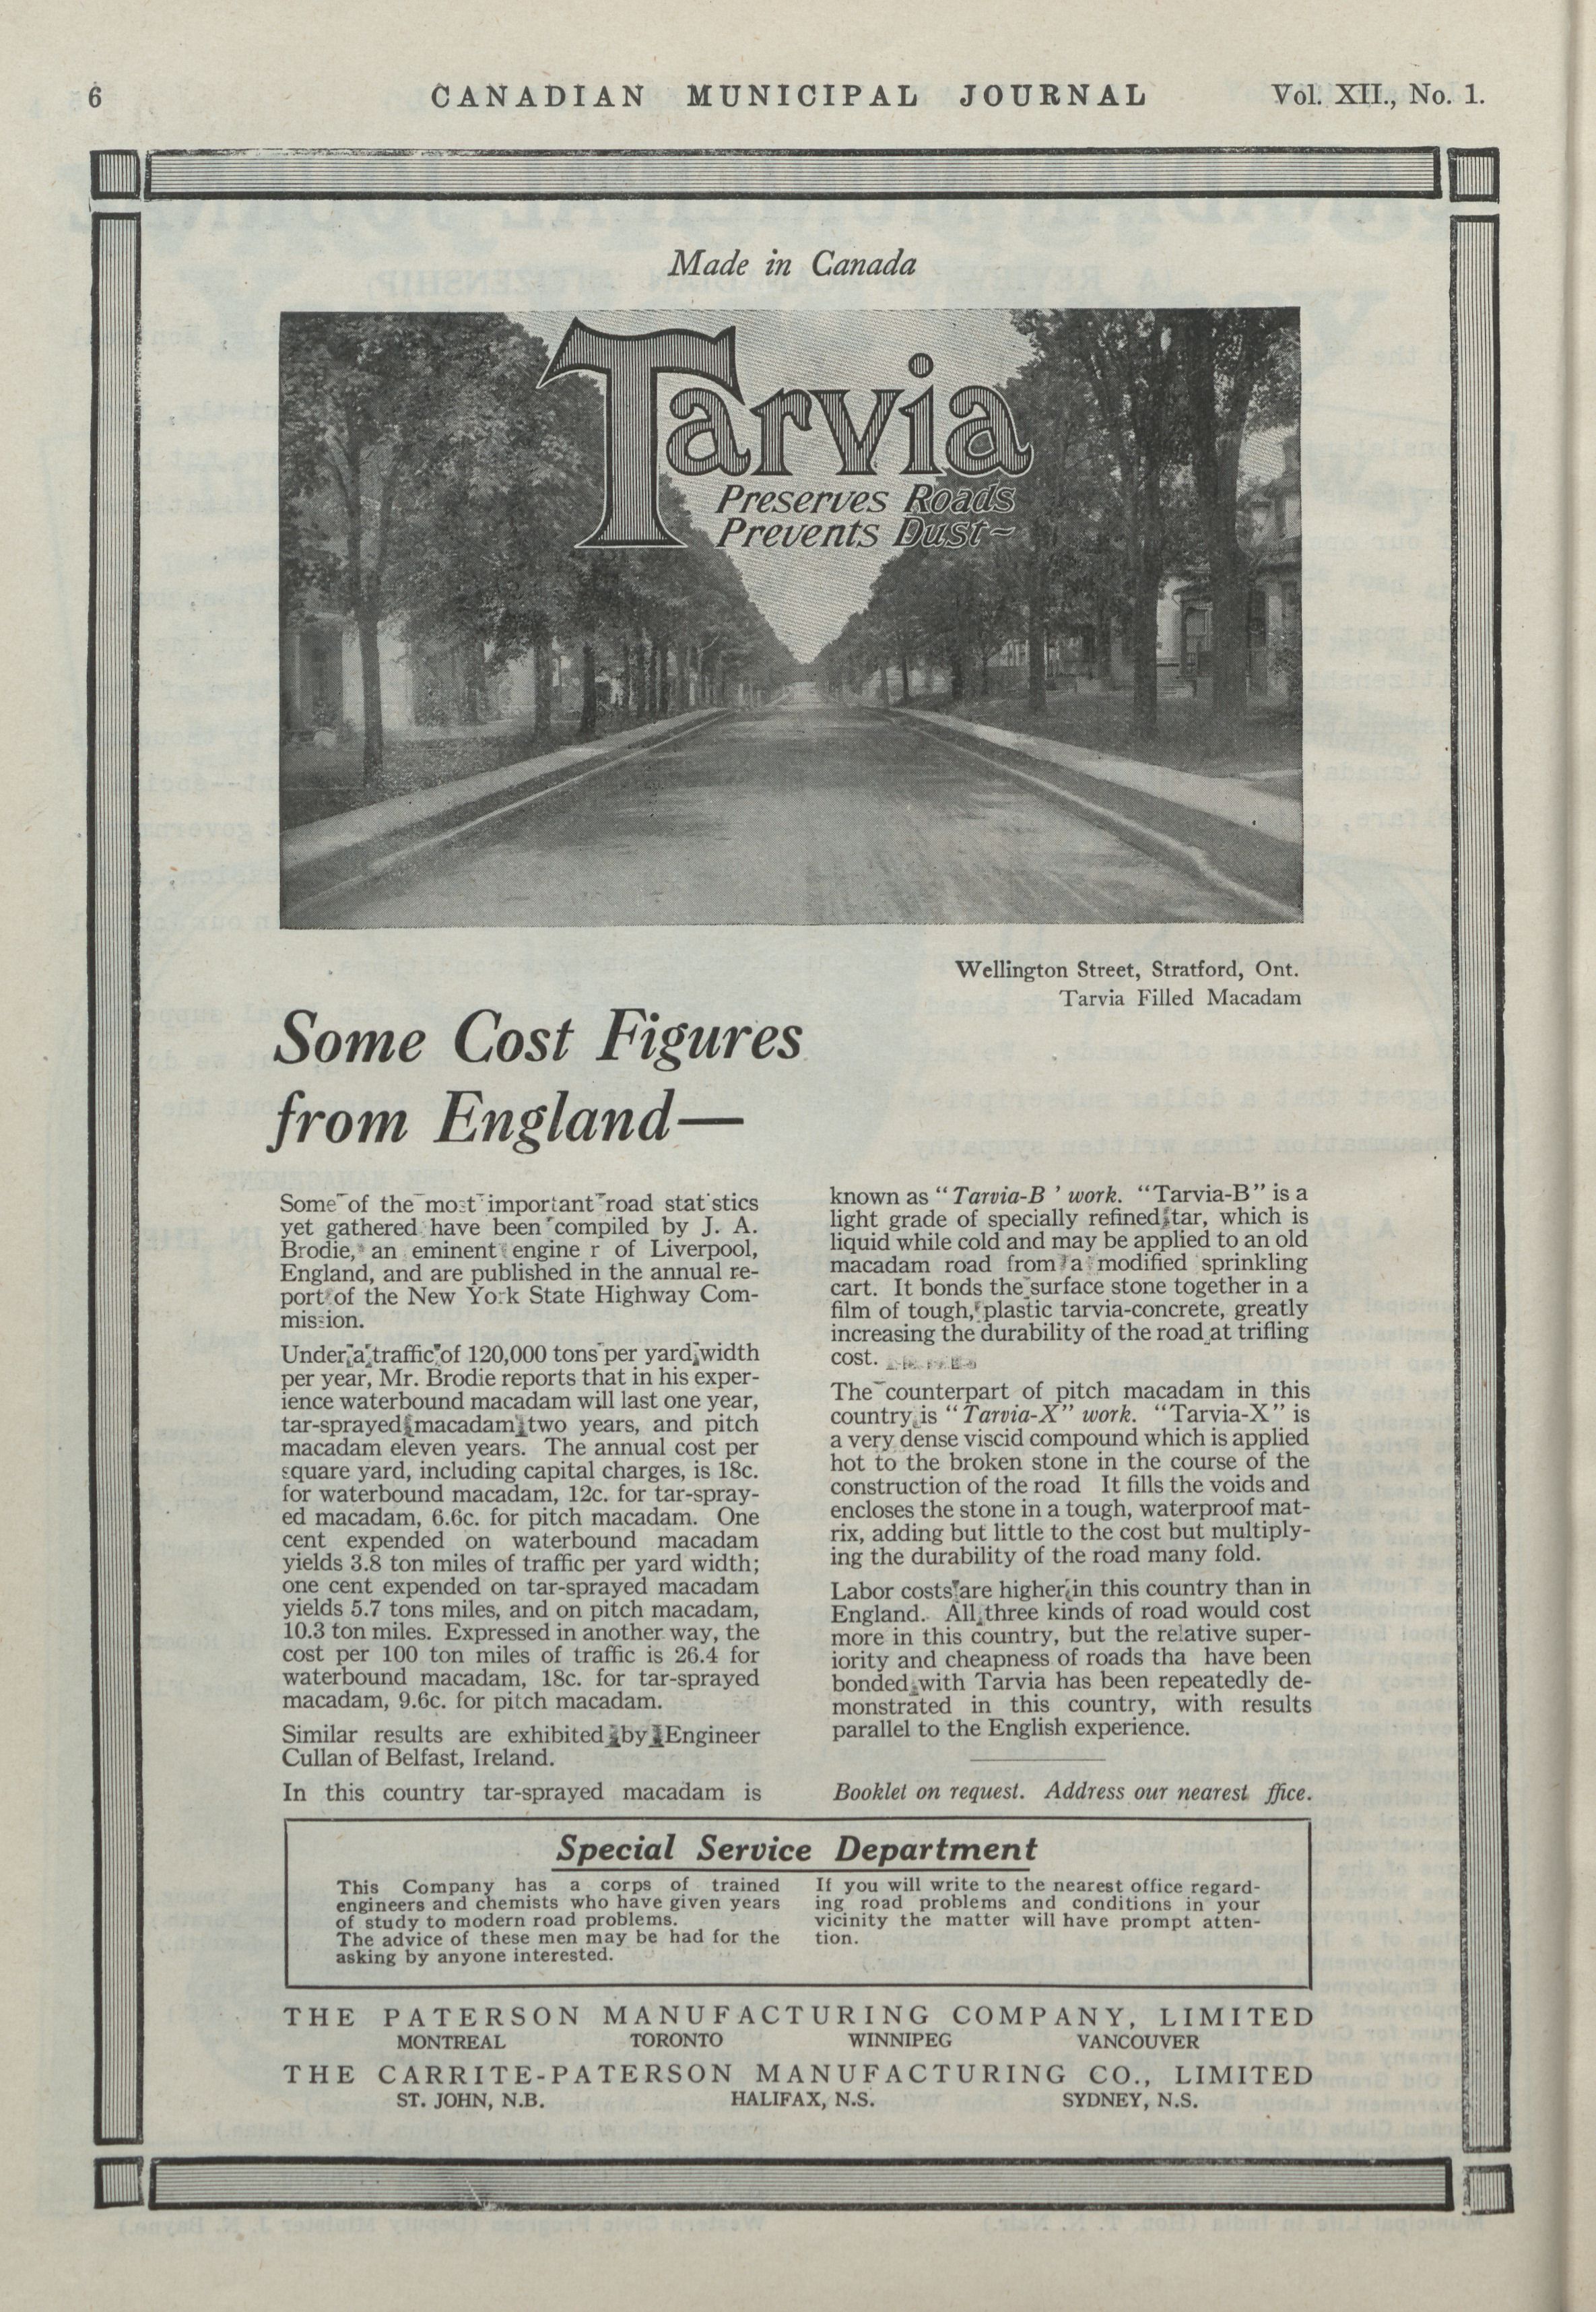 6
CANADIAN MUNICIPAL JOURNAL
Vol. XII., No. 1.
Made in Canada
Tarvia
Preserves Roads
Prevents Dust~
Wellington Street, Stratford, Ont.
Tarvia Filled Macadam
Some Cost Figures
from England—
Some of the most important road stat stics
yet gathered have been compiled by J. A.
Brodie, an eminent engine r of Liverpool,
England, and are published in the annual re-
port of the New York State Highway Com-
mission.
Under a traffic of 120,000 tons per yard width
per year, Mr. Brodie reports that in his exper-
ience waterbound macadam will last one year,
tar-sprayed macadam two years, and pitch
macadam eleven years. The annual cost per
square yard, including capital charges, is 18c.
for waterbound macadam, 12c. for tar-spray-
ed macadam, 6.6c. for pitch macadam. One
cent expended on waterbound macadam
yields 3.8 ton miles of traffic per yard width;
one cent expended on tar-sprayed macadam
yields 5.7 tons miles, and on pitch macadam,
10.3 ton miles. Expressed in another way, the
cost per 100 ton miles of traffic is 26.4 for
waterbound macadam, 18c. for tar-sprayed
macadam, 9.6c. for pitch macadam.
Similar results are exhibited by Engineer
Cullan of Belfast, Ireland.
In this country tar-sprayed macadam is
known as "Tarvia-B ' work. "Tarvia-B" is a
light grade of specially refined tar, which is
liquid while cold and may be applied to an old
macadam road from a modified sprinkling
cart. It bonds the surface stone together in a
film of tough, plastic tarvia-concrete, greatly
increasing the durability of the road at trifling
cost.
The counterpart of pitch macadam in this
country is "Tarvia-X" work. "Tarvia-X" is
a very dense viscid compound which is applied
hot to the broken stone in the course of the
construction of the road It fills the voids and
encloses the stone in a tough, waterproof mat-
rix, adding but little to the cost but multiply-
ing the durability of the road many fold.
Labor costs are higher in this country than in
England. All three kinds of road would cost
more in this country, but the relative super-
iority and cheapness of roads tha have been
bonded with Tarvia has been repeatedly de-
monstrated in this country, with results
parallel to the English experience.
Booklet on request. Address our nearest ffice.
Special Service Department
This Company has a corps of trained
engineers and chemists who have given years
of study to modern road problems.
The advice of these men may be had for the
asking by anyone interested.
If you will write to the nearest office regard-
ing road problems and conditions in your
vicinity the matter will have prompt atten-
tion.
THE PATERSON MANUFACTURING COMPANY, LIMITED
MONTREAL TORONTO WINNIPEG VANCOUVER
THE CARRITE-PATERSON MANUFACTURING CO., LIMITED
ST. JOHN, N.B. HALIFAX, N.S. SYDNEY, N.S.